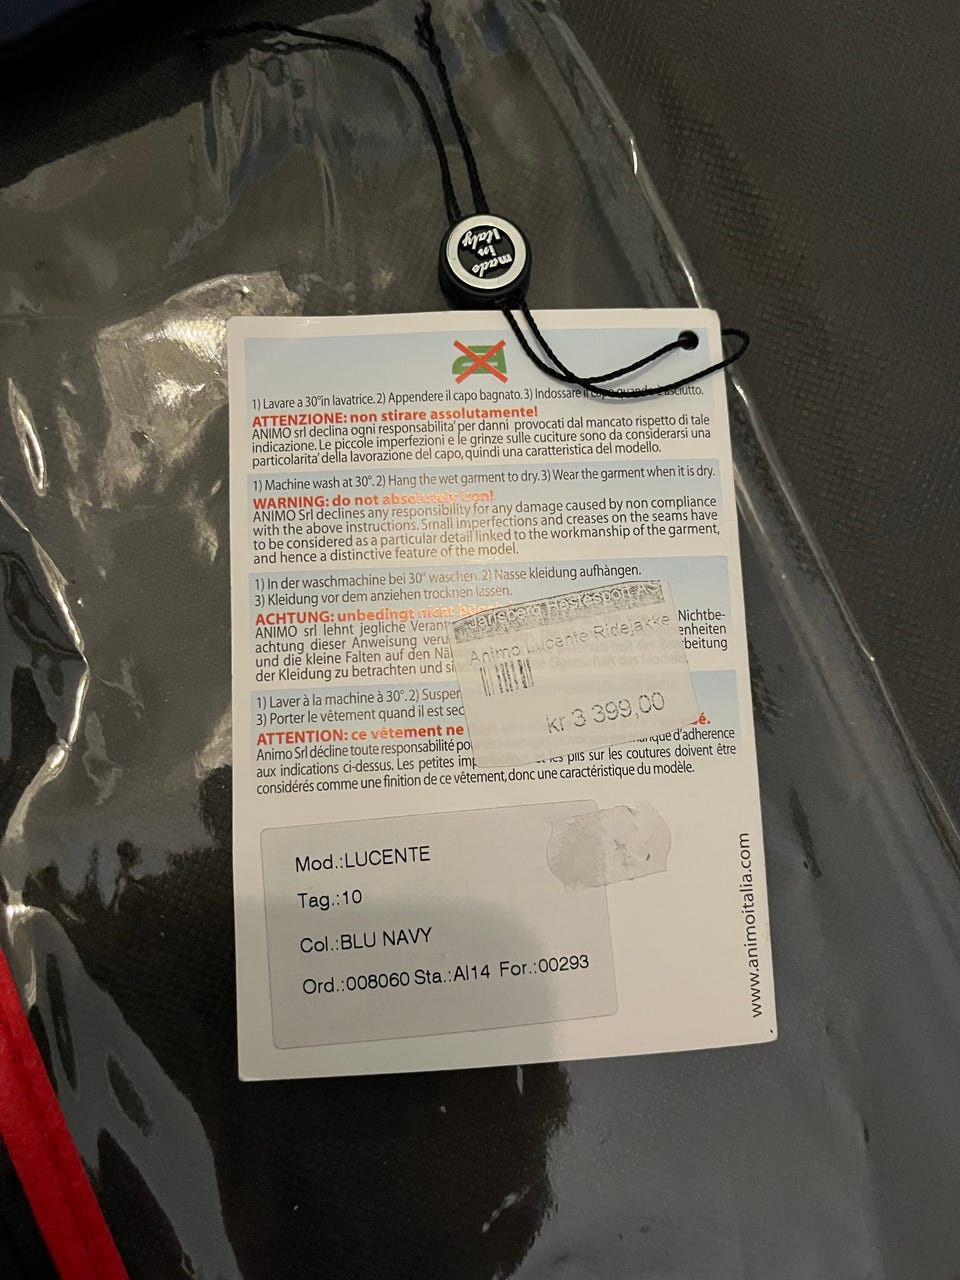 made
in
Italy
1) Lavare a 30°in lavatrice. 2) Appendere il capo bagnato. 3) Indossare il capo quando è asciutto.
ATTENZIONE: non stirare assolutamente!
ANIMO srl declina ogni responsabilita' per danni provocati dal mancato rispetto di tale
indicazione. Le piccole imperfezioni e le grinze sulle cuciture sono da considerarsi una
particolarita' della lavorazione del capo, quindi una caratteristica del modello.
1) Machine wash at 30°. 2) Hang the wet garment to dry. 3) Wear the garment when it is dry.
WARNING: do not absolutely iron!
ANIMO Srl declines any responsibility for any damage caused by non compliance
with the above instructions. Small imperfections and creases on the seams have
to be considered as a particular detail linked to the workmanship of the garment,
and hence a distinctive feature of the model.
1) In der waschmachine bei 30° waschen. 2) Nasse kleidung aufhängen.
3) Kleidung vor dem anziehen trocknen lassen.
ACHTUNG: unbedingt nicht
ANIMO srl lehnt jegliche Nichtbe-
achtung dieser Anweisung
und die kleine Falten auf den
der Kleidung zu betrachten und
Jarlsberg Hestesport AS
Animo Lucente Ridejakke
kr 3 399,00
1) Laver à la machine à 30°. 2)
3) Porter le vêtement quand il est
ATTENTION: ce vêtement ne
Animo Srl décline toute responsabilité d'adherence
aux indications ci-dessus. Les petites plis sur les coutures doivent être
considérés comme une finition de ce vêtement, donc une caractéristique du modèle.
Mod.:LUCENTE
Tag.:10
Col.:BLU NAVY
Ord.:008060 Sta.:AI14 For.:00293
www.animoitalia.com